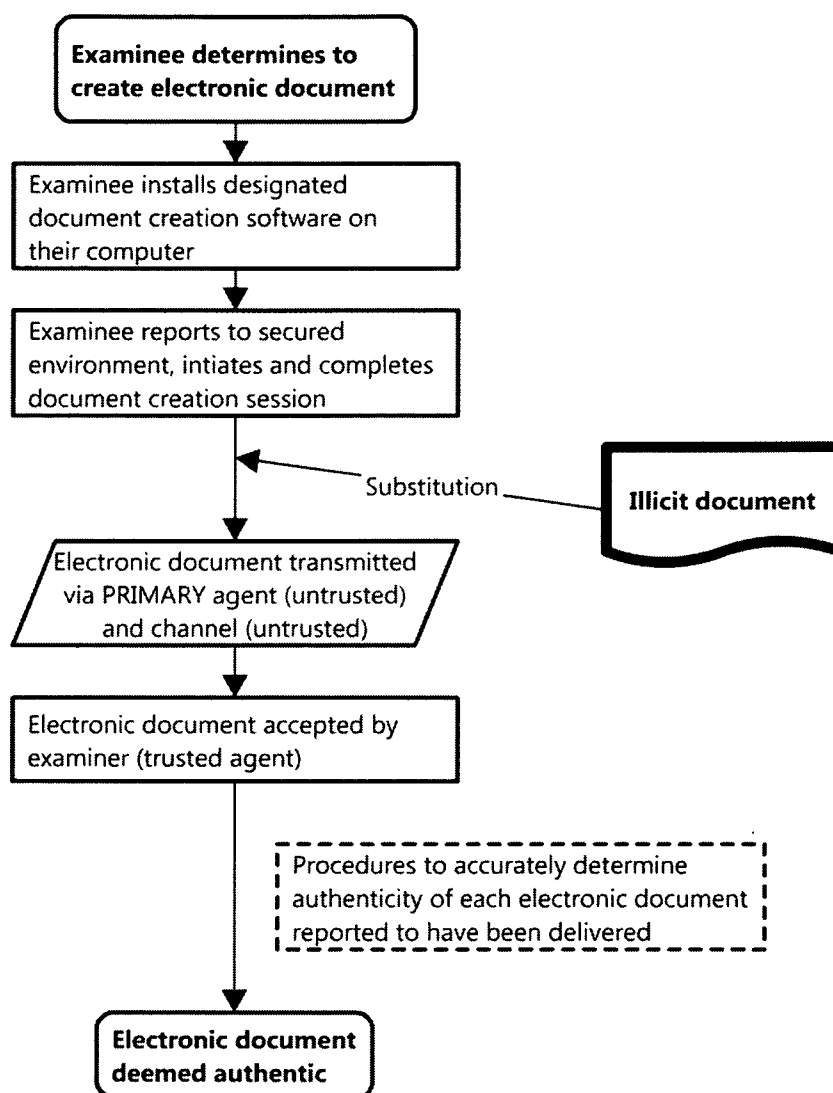 Examinee determines to
create electronic document
Examinee installs designated
document creation software on
their computer
Examinee reports to secured
environment, intiates and completes
document creation session
Substitution
Illicit document
Electronic document transmitted
via PRIMARY agent (untrusted)
and channel (untrusted)
Electronic document accepted by
examiner (trusted agent)
Procedures to accurately determine
authenticity of each electronic document
reported to have been delivered
Electronic document
deemed authentic